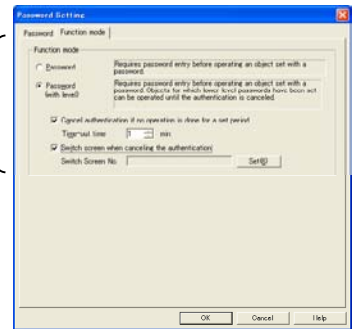 Password Setting
Password Function mode
Function mode
Password
Requires password entry before operating an object set with a
password.
Password
(with level)
Requires password entry before operating an object set with a
password. Objects for which lower level passwords have been set
can be operated until the authentication is canceled.
Cancel authentication if no operation is done for a set period
Time-out time min
Switch screen when canceling the authentication
Switch Screen No Set
OK Cancel Help